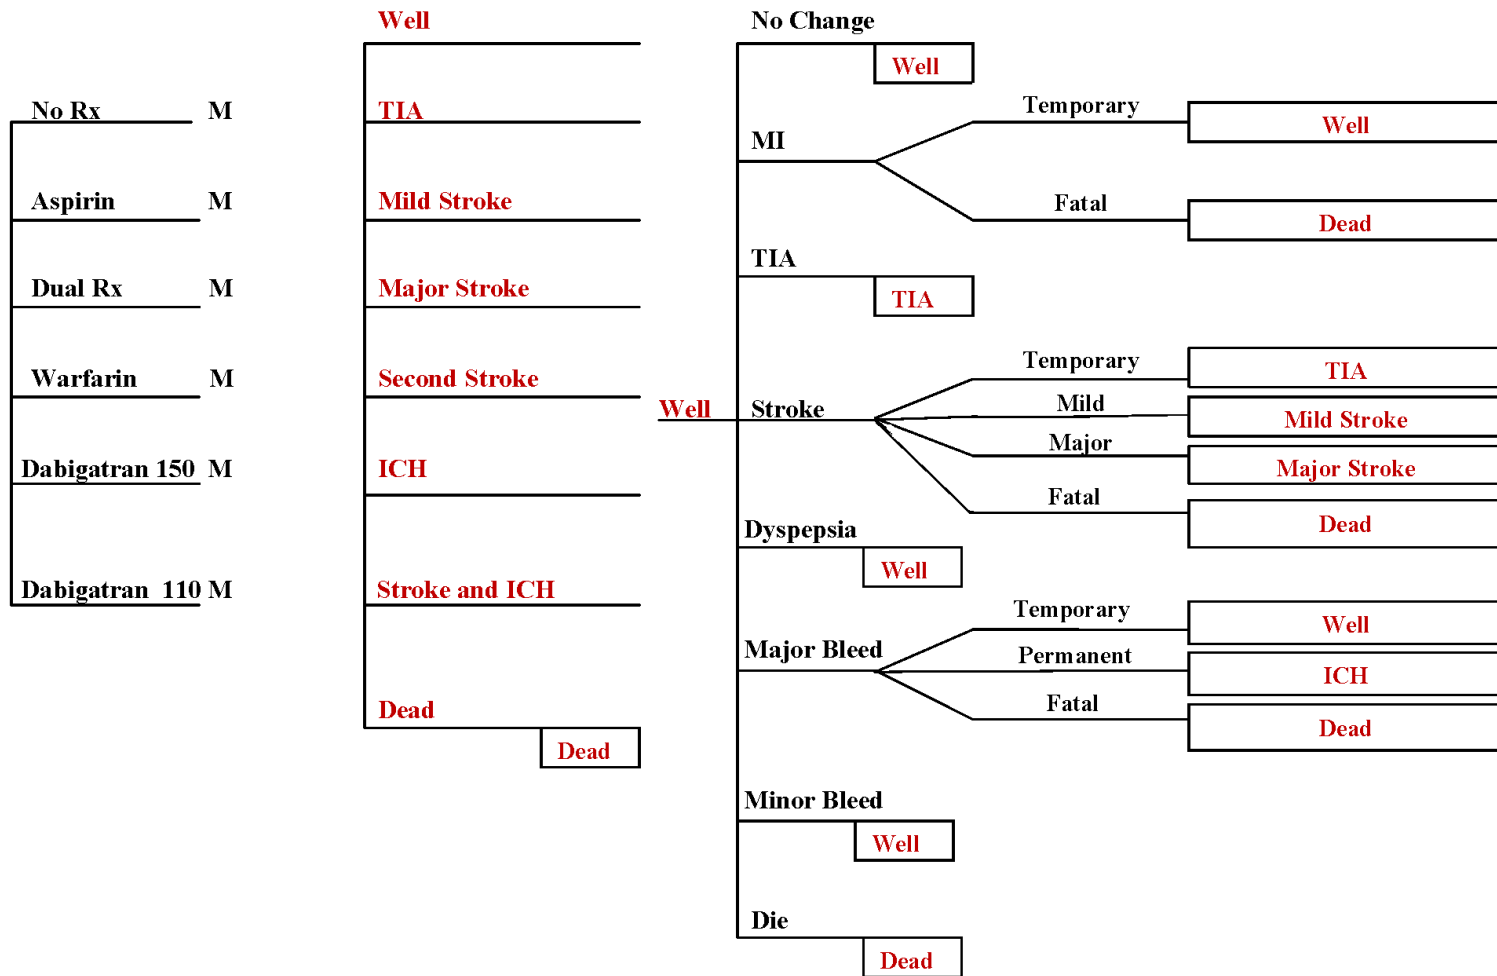 No Rx M
Aspirin M
Dual Rx M
Warfarin M
Dabigatran 150 M
Dabigatran 110 M
Well
TIA
Mild Stroke
Major Stroke
Second Stroke
ICH
Stroke and ICH
Dead
Dead
Well
No Change
Well
MI
Temporary
Well
Fatal
Dead
TIA
TIA
Stroke
Temporary
TIA
Mild
Mild Stroke
Major
Major Stroke
Fatal
Dead
Dyspepsia
Well
Major Bleed
Temporary
Well
Permanent
ICH
Fatal
Dead
Minor Bleed
Well
Die
Dead